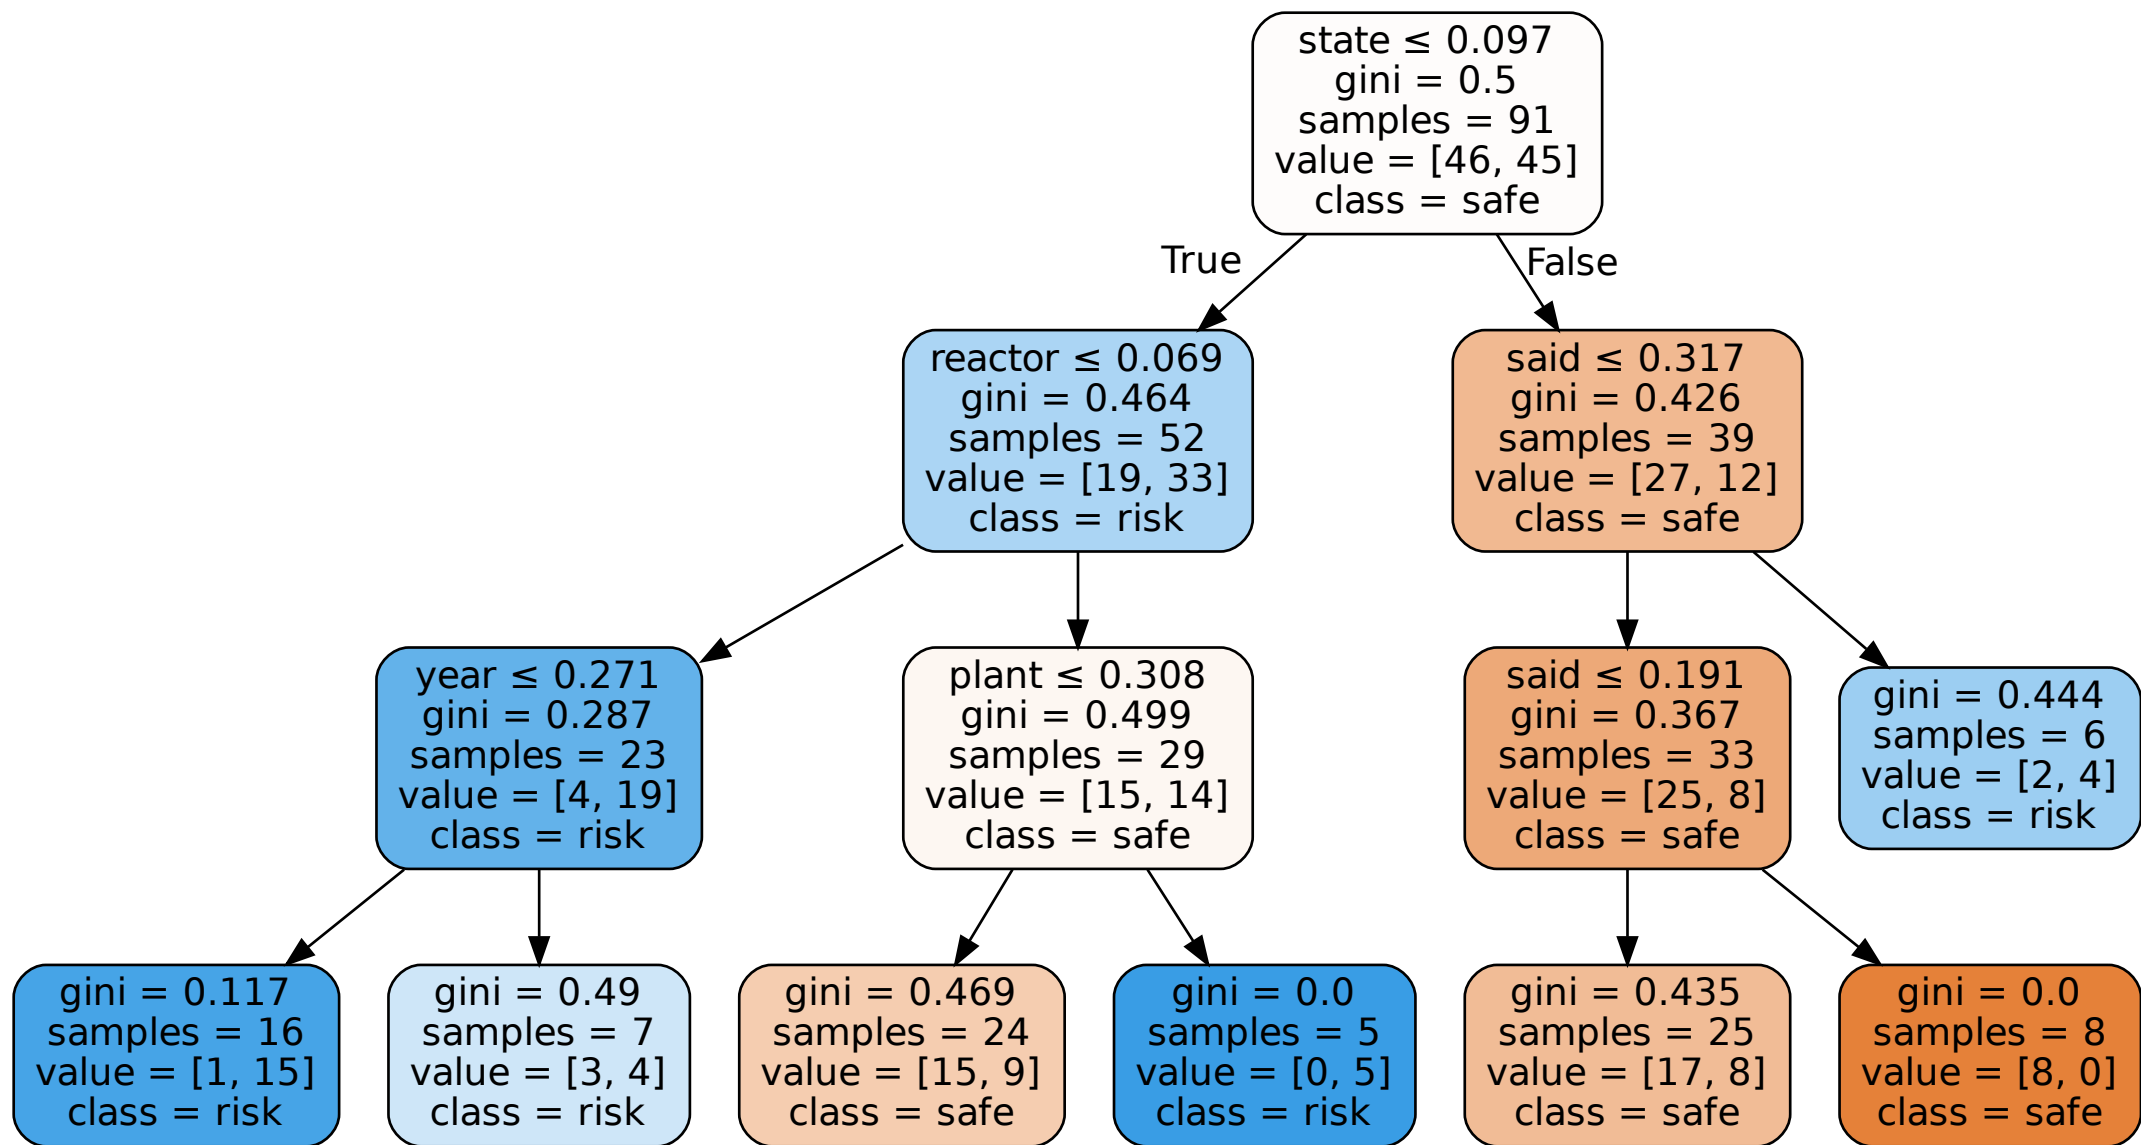 state ≤ 0.097
gini = 0.5
samples = 91
value = [46, 45]
class = safe
True
False
reactor ≤ 0.069
gini = 0.464
samples = 52
value = [19, 33]
class = risk
said ≤ 0.317
gini = 0.426
samples = 39
value = [27, 12]
class = safe
year ≤ 0.271
gini = 0.287
samples = 23
value = [4, 19]
class = risk
plant ≤ 0.308
gini = 0.499
samples = 29
value = [15, 14]
class = safe
said ≤ 0.191
gini = 0.367
samples = 33
value = [25, 8]
class = safe
gini = 0.444
samples = 6
value = [2, 4]
class = risk
gini = 0.117
samples = 16
value = [1, 15]
class = risk
gini = 0.49
samples = 7
value = [3, 4]
class = risk
gini = 0.469
samples = 24
value = [15, 9]
class = safe
gini = 0.0
samples = 5
value = [0, 5]
class = risk
gini = 0.435
samples = 25
value = [17, 8]
class = safe
gini = 0.0
samples = 8
value = [8, 0]
class = safe